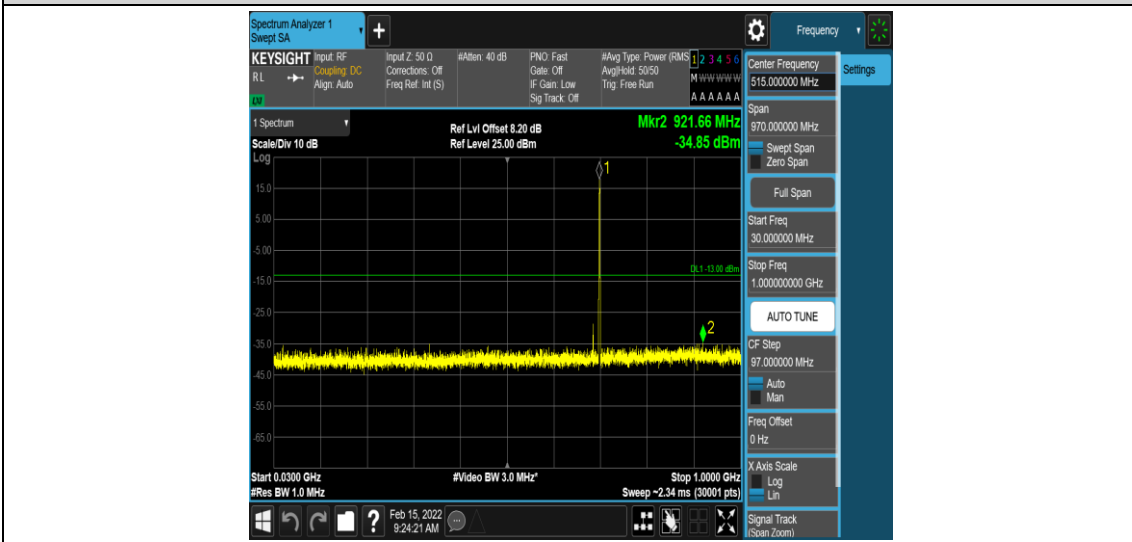 Spectrum Analyzer 1
Swept SA
+
Frequency
KEYSIGHT
RL
LXI
Input: RF
Coupling: DC
Align: Auto
Input Z: 50 Ω
Corrections: Off
Freq Ref: Int (S)
#Atten: 40 dB
PNO: Fast
Gate: Off
IF Gain: Low
Sig Track: Off
#Avg Type: Power (RMS
Avg|Hold: 50/50
Trig: Free Run
1 2 3 4 5 6
M W W W W W
A A A A A A
1 Spectrum
Scale/Div 10 dB
Log
Ref Lvl Offset 8.20 dB
Ref Level 25.00 dBm
Mkr2 921.66 MHz
-34.85 dBm
1
15.0
5.00
-5.00
DL1 -13.00 dBm
-15.0
-25.0
2
-35.0
-45.0
-55.0
-65.0
Start 0.0300 GHz
#Res BW 1.0 MHz
#Video BW 3.0 MHz*
Stop 1.0000 GHz
Sweep ~2.34 ms (30001 pts)
?
Feb 15, 2022
9:24:21 AM
Center Frequency
515.000000 MHz
Settings
Span
970.000000 MHz
Swept Span
Zero Span
Full Span
Start Freq
30.000000 MHz
Stop Freq
1.000000000 GHz
AUTO TUNE
CF Step
97.000000 MHz
Auto
Man
Freq Offset
0 Hz
X Axis Scale
Log
Lin
Signal Track
(Span Zoom)